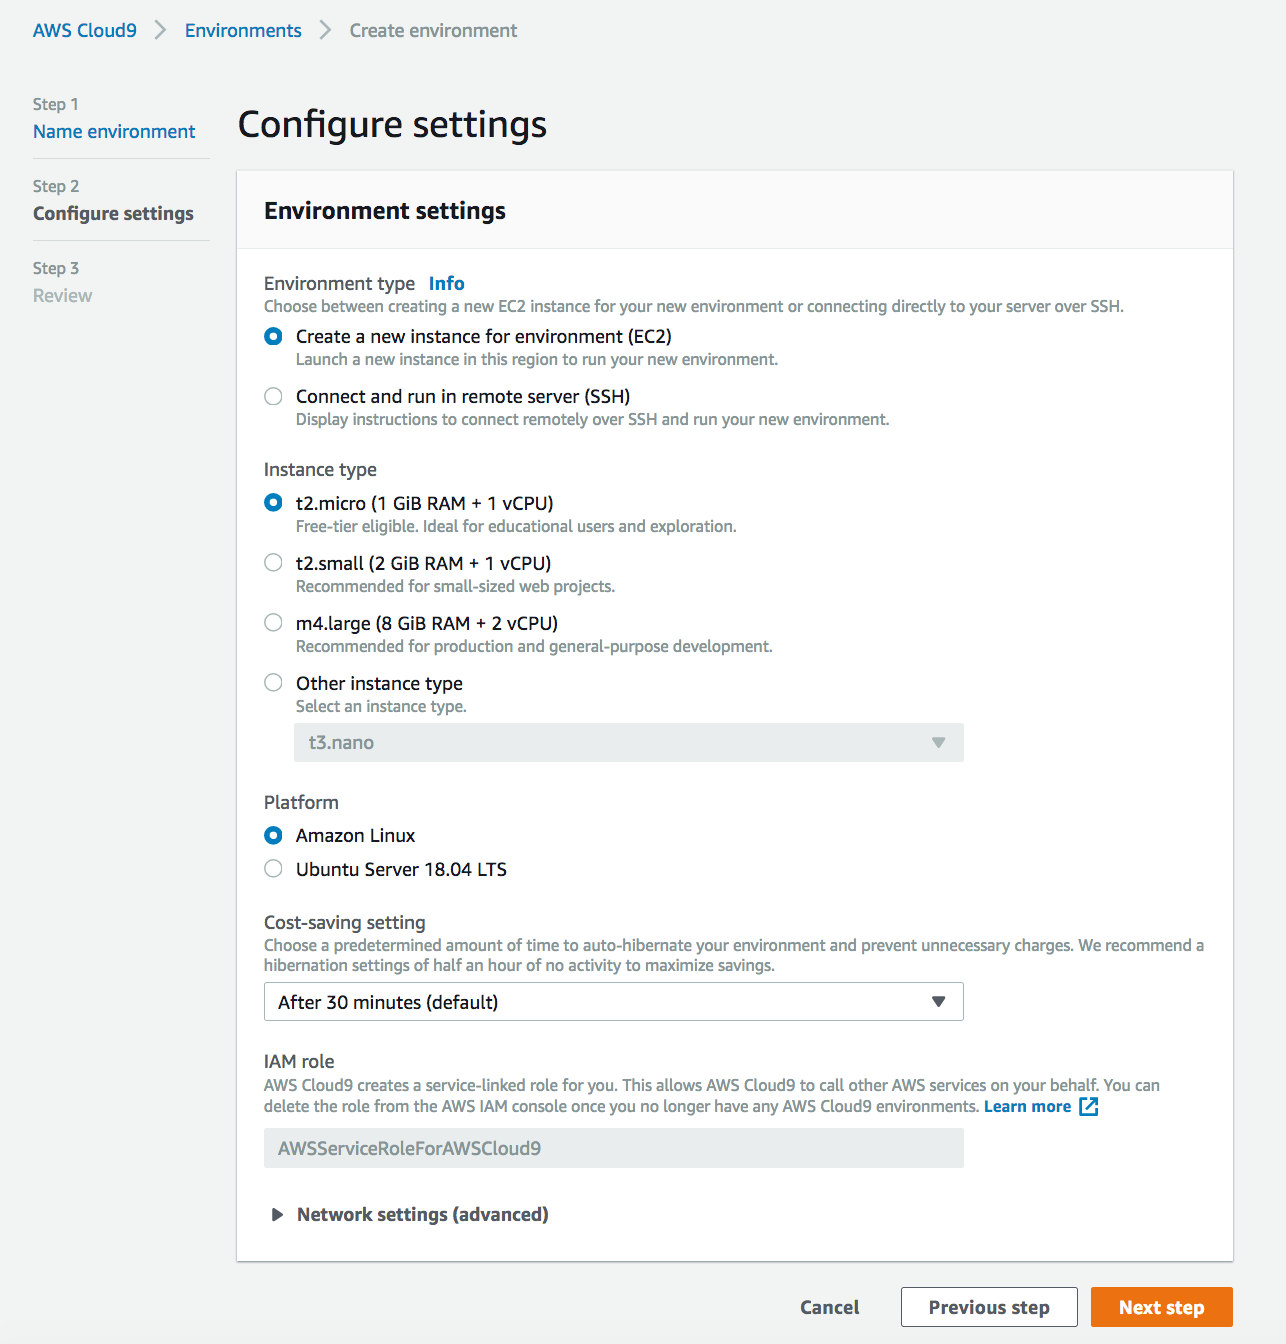 AWS Cloud9 Environments Create environment
Step 1
Name environment
Step 2
Configure settings
Step 3
Review
Configure settings
Environment settings
Environment type Info
Choose between creating a new EC2 instance for your new environment or connecting directly to your server over SSH.
Create a new instance for environment (EC2)
Launch a new instance in this region to run your new environment.
Connect and run in remote server (SSH)
Display instructions to connect remotely over SSH and run your new environment.
Instance type
t2.micro (1 GiB RAM + 1 vCPU)
Free-tier eligible. Ideal for educational users and exploration.
t2.small (2 GiB RAM + 1 vCPU)
Recommended for small-sized web projects.
m4.large (8 GiB RAM + 2 vCPU)
Recommended for production and general-purpose development.
Other instance type
Select an instance type.
t3.nano
Platform
Amazon Linux
Ubuntu Server 18.04 LTS
Cost-saving setting
Choose a predetermined amount of time to auto-hibernate your environment and prevent unnecessary charges. We recommend a
hibernation settings of half an hour of no activity to maximize savings.
After 30 minutes (default)
IAM role
AWS Cloud9 creates a service-linked role for you. This allows AWS Cloud9 to call other AWS services on your behalf. You can
delete the role from the AWS IAM console once you no longer have any AWS Cloud9 environments. Learn more
AWSServiceRoleForAWSCloud9
Network settings (advanced)
Cancel Previous step Next step